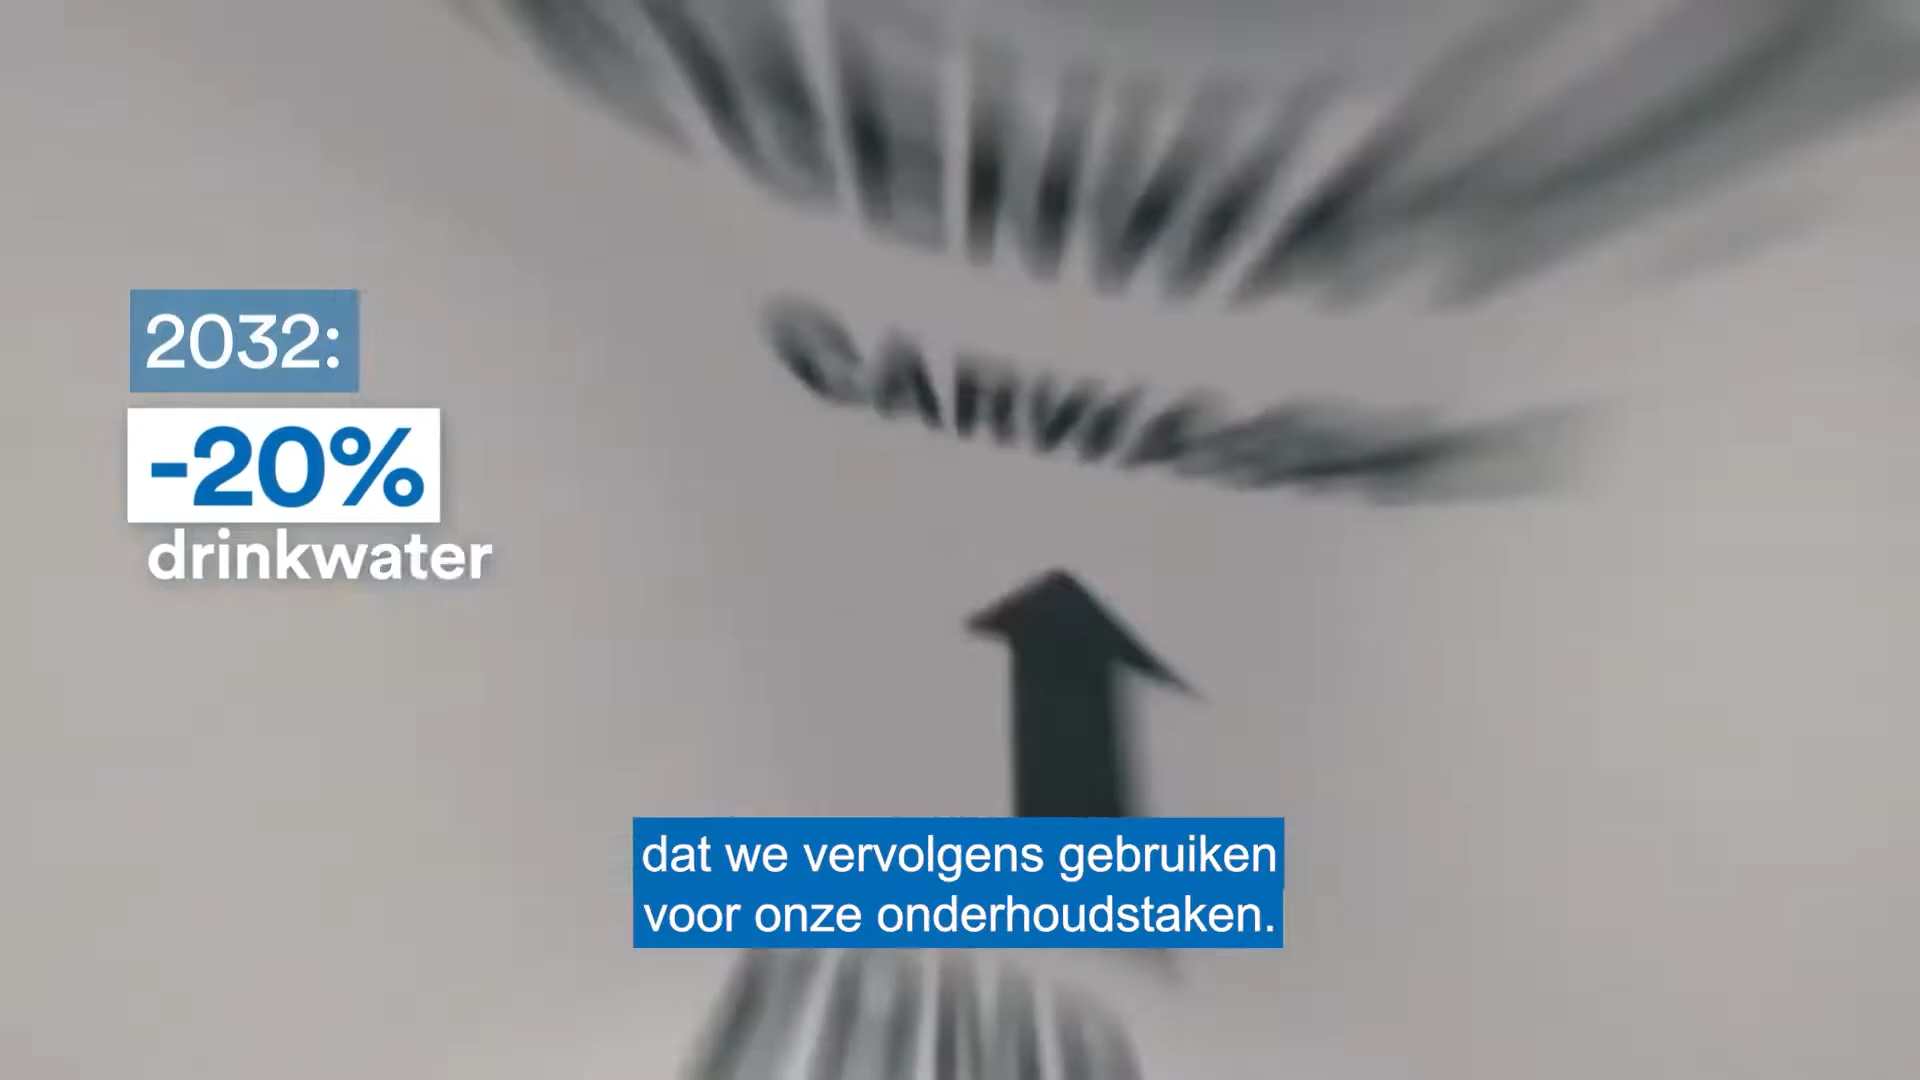 2032:
-20%
drinkwater
dat we vervolgens gebruiken
voor onze onderhoudstaken.